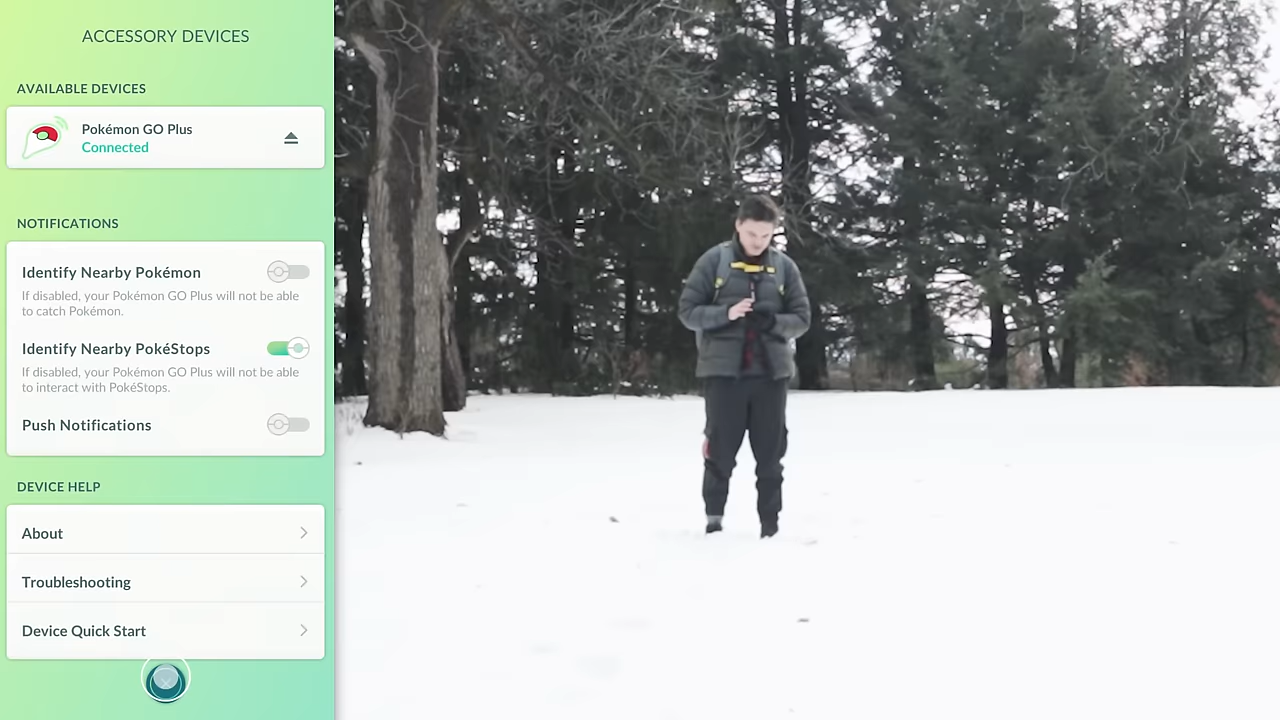 ACCESSORY DEVICES
AVAILABLE DEVICES
Pokémon GO Plus
Connected
NOTIFICATIONS
Identify Nearby Pokémon
If disabled, your Pokémon GO Plus will not be able
to catch Pokémon.
Identify Nearby PokéStops
If disabled, your Pokémon GO Plus will not be able
to interact with PokéStops.
Push Notifications
DEVICE HELP
About
Troubleshooting
Device Quick Start